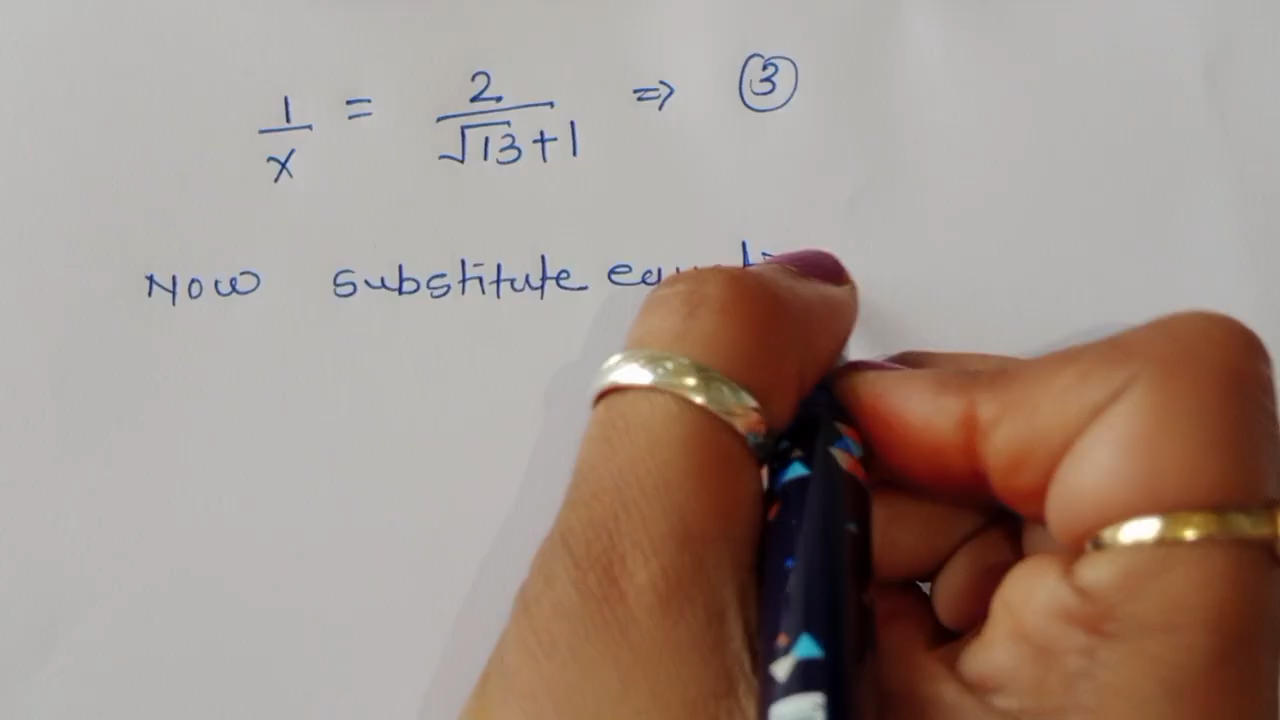 1/x = 2/(√13+1) ⇒ ③
Now substitute